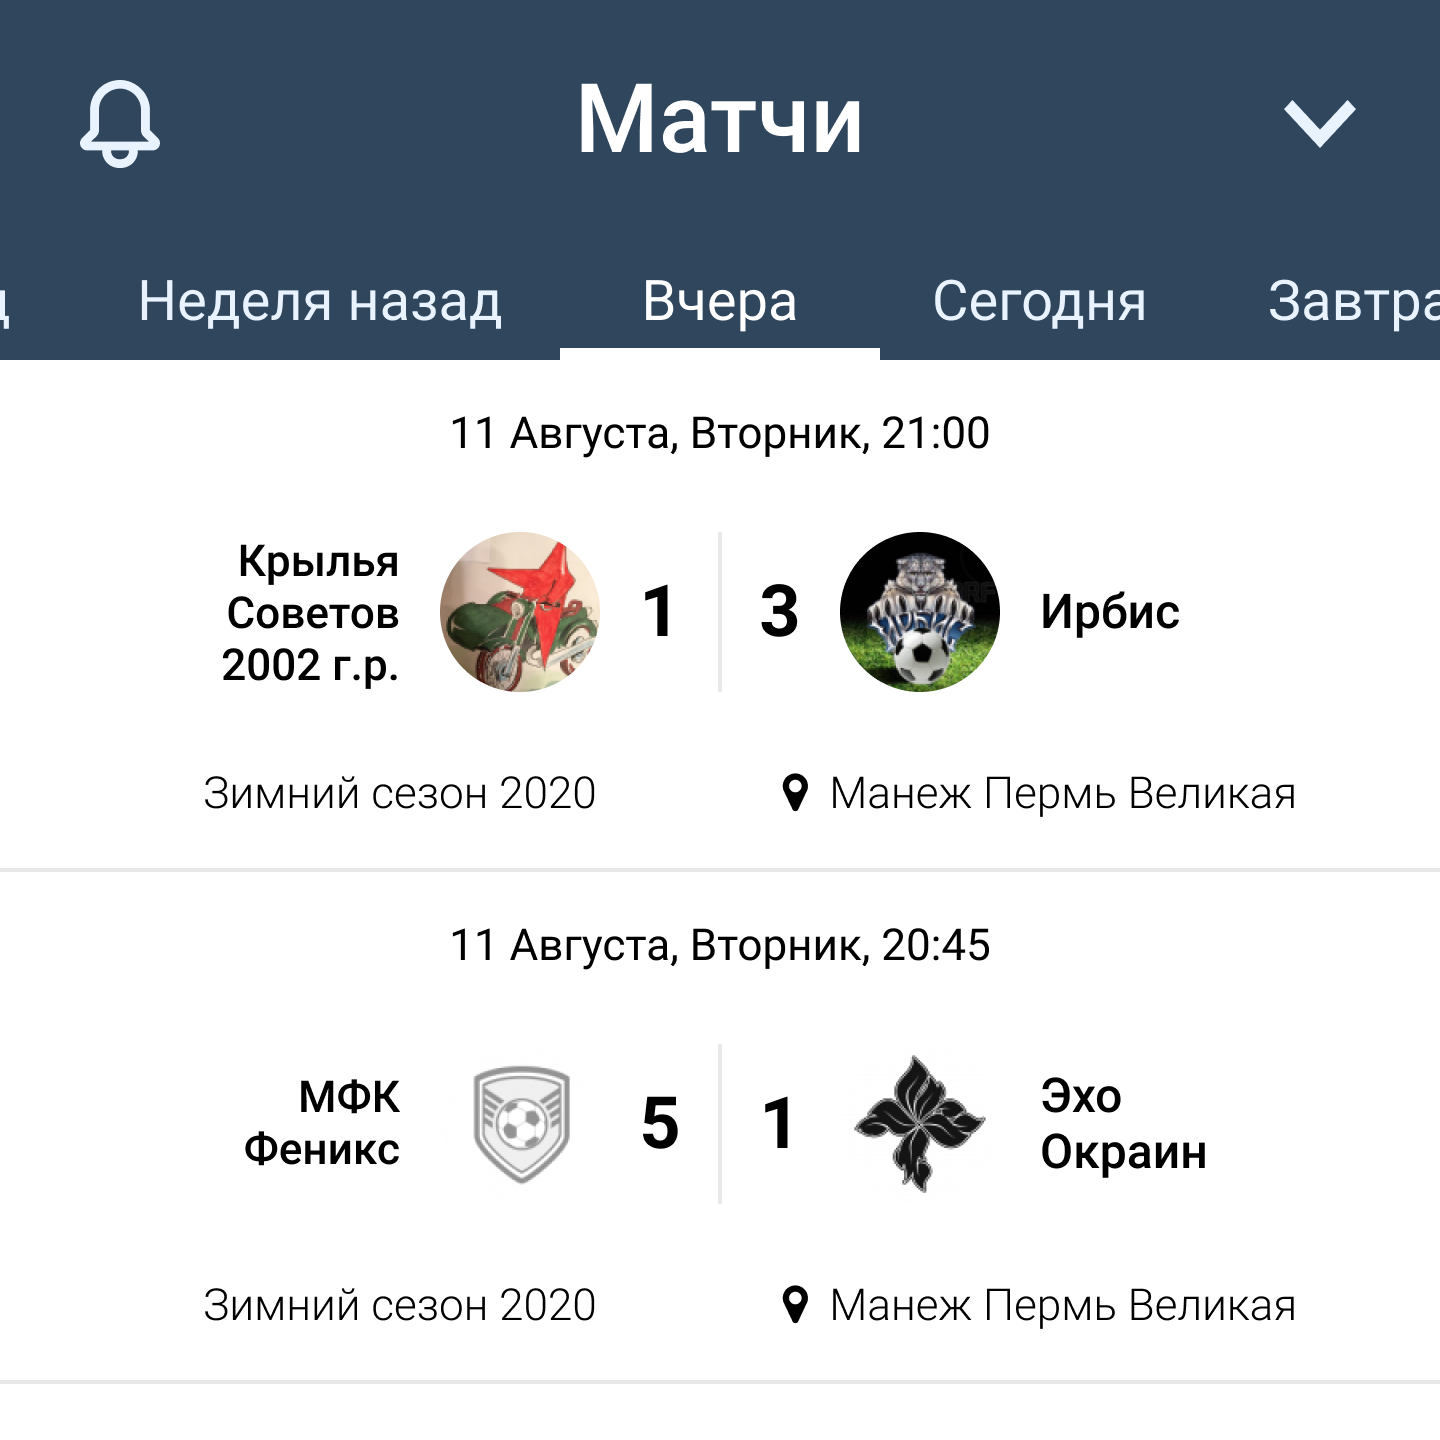 Матчи
Неделя назад Вчера Сегодня Завтра
11 Августа, Вторник, 21:00
Крылья
Советов
2002 г.р.
1 3
Ирбис
Зимний сезон 2020 Манеж Пермь Великая
11 Августа, Вторник, 20:45
МФК
Феникс
5 1
Эхо
Окраин
Зимний сезон 2020 Манеж Пермь Великая